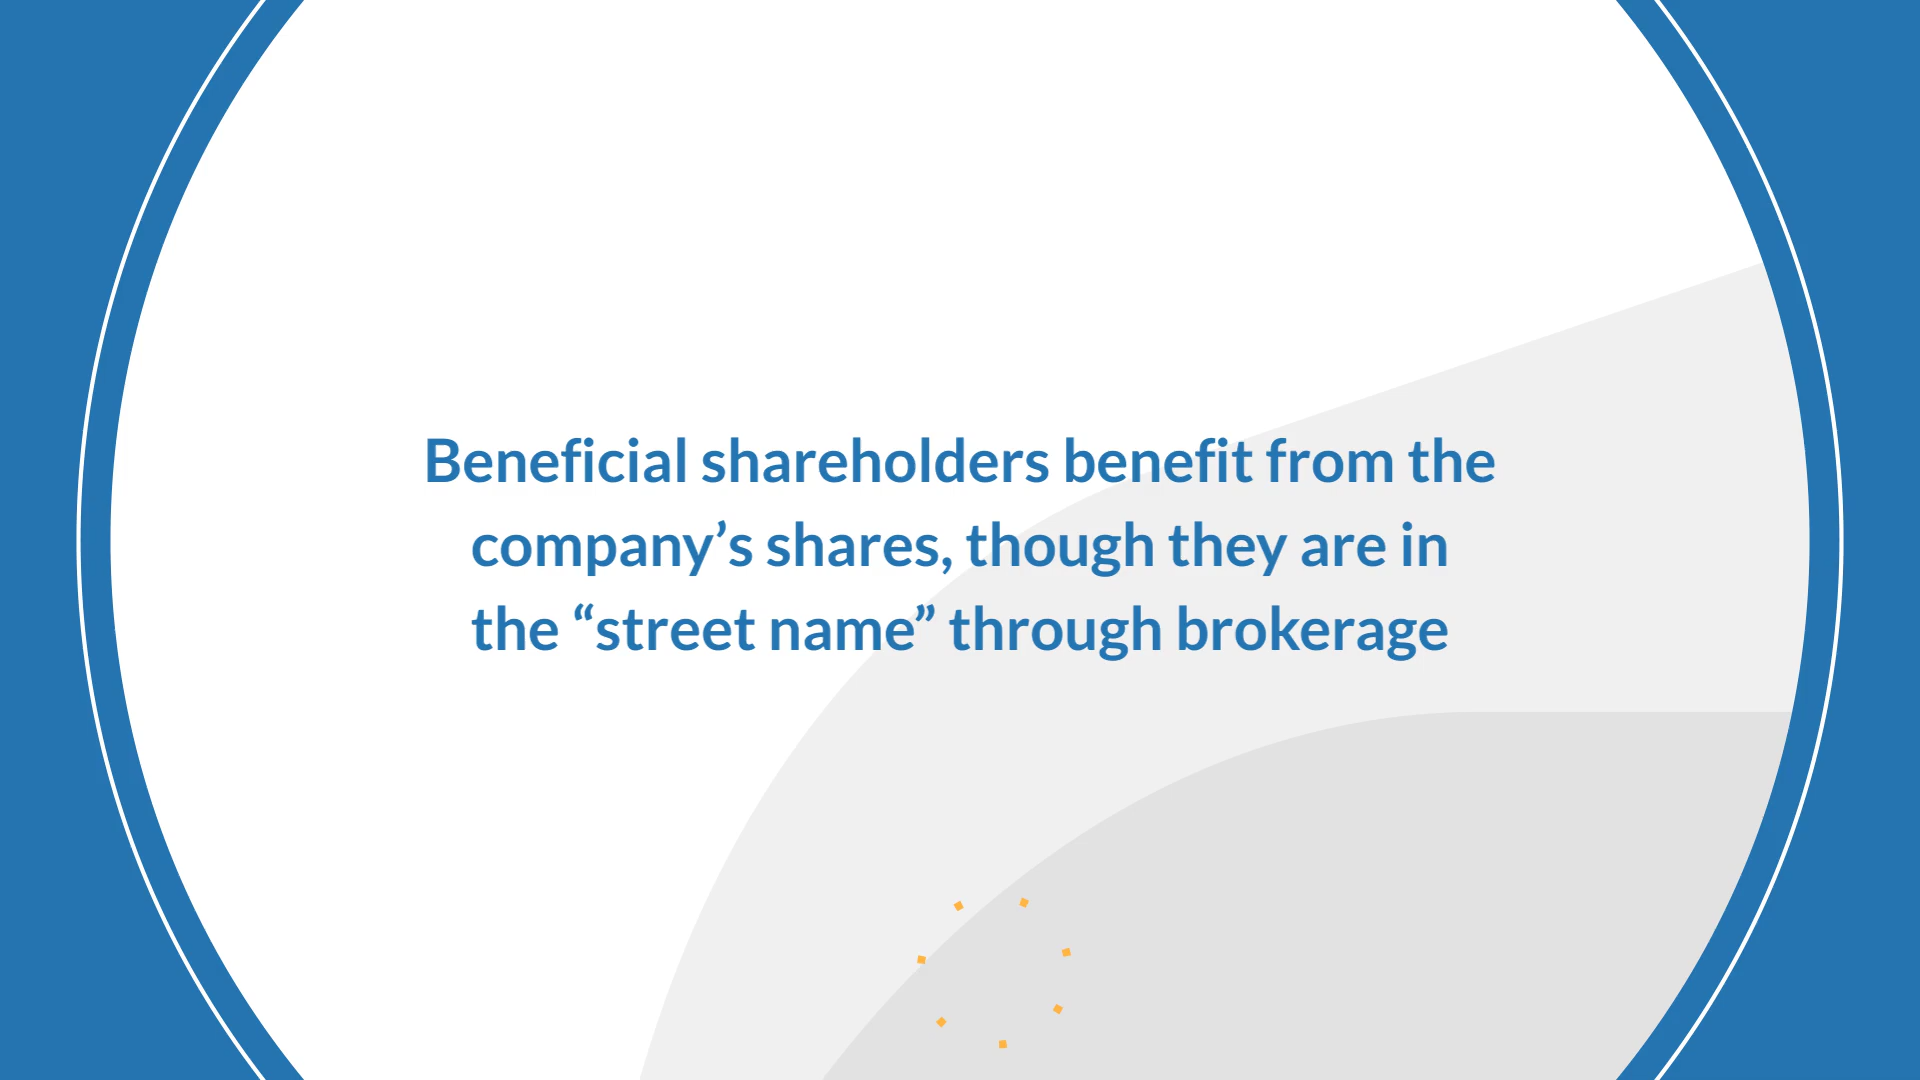 Beneficial shareholders benefit from the
company’s shares, though they are in
the “street name” through brokerage